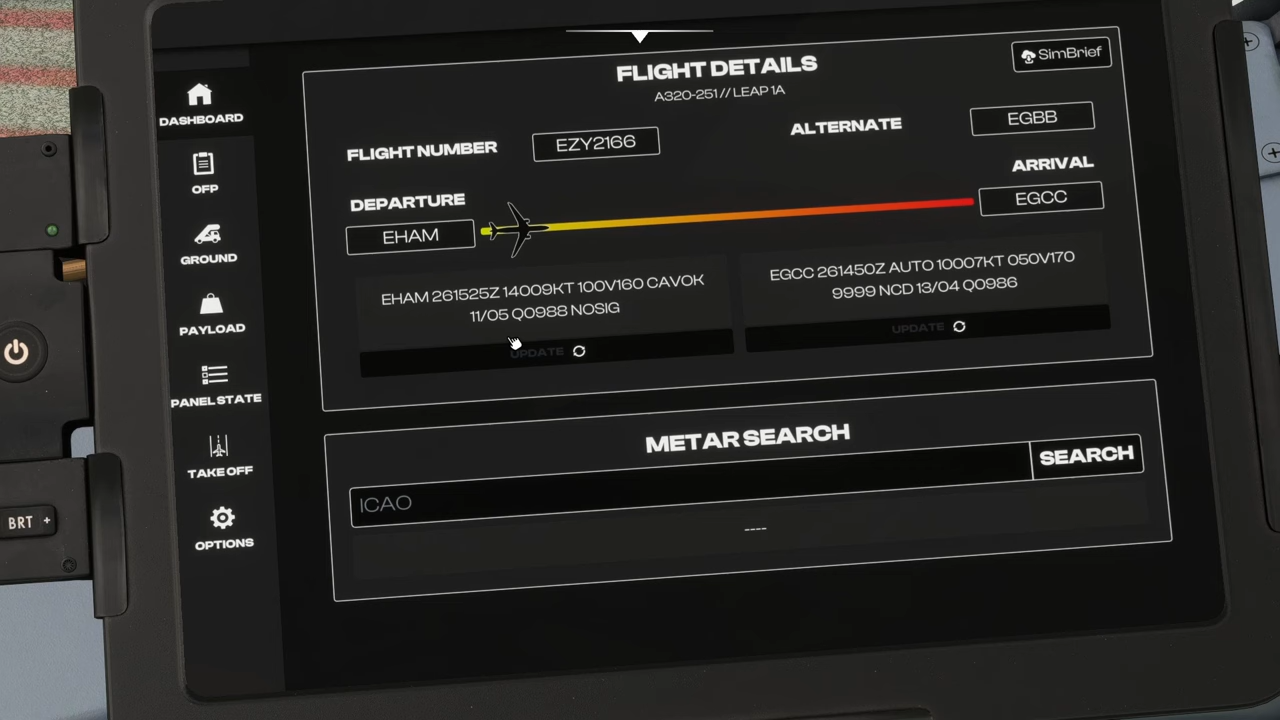 FLIGHT DETAILS
SimBrief
A320-251 // LEAP 1A
FLIGHT NUMBER
EZY2166
ALTERNATE
EGBB
DEPARTURE
EHAM
ARRIVAL
EGCC
EHAM 261525Z 14009KT 100V160 CAVOK
11/05 Q0988 NOSIG
UPDATE
EGCC 261450Z AUTO 10007KT 050V170
9999 NCD 13/04 Q0986
UPDATE
METAR SEARCH
ICAO
SEARCH
----
DASHBOARD
OFP
GROUND
PAYLOAD
PANEL STATE
TAKE OFF
OPTIONS
BRT +